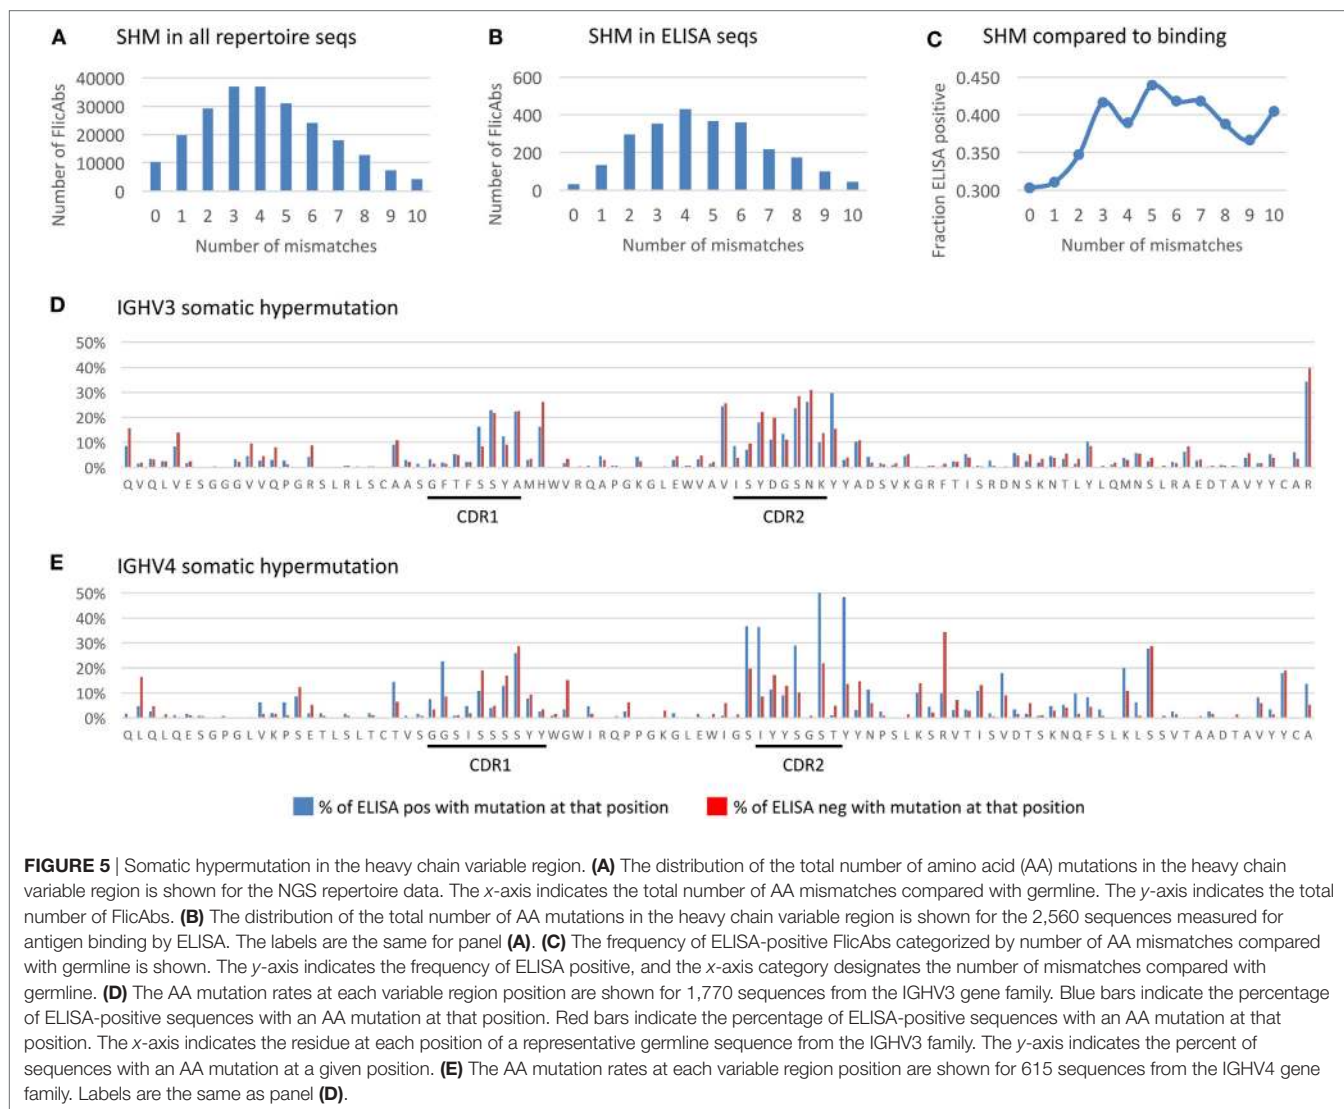 A SHM in all repertoire seqs
Number of FlicAbs
40000
30000
20000
10000
0
0 1 2 3 4 5 6 7 8 9 10
Number of mismatches
B SHM in ELISA seqs
Number of FlicAbs
600
400
200
0
0 1 2 3 4 5 6 7 8 9 10
Number of mismatches
C SHM compared to binding
Fraction ELISA positive
0.450
0.400
0.350
0.300
0 1 2 3 4 5 6 7 8 9 10
Number of mismatches
D IGHV3 somatic hypermutation
50%
40%
30%
20%
10%
0%
Q V Q L V E S G G G V V Q P G R S L R L S C A A S G F T F S S Y A M H W V R Q A P G K G L E W V A V I S Y D G S N K Y Y A D S V K G R F T I S R D N S K N T L Y L Q M N S L R A E D T A V Y Y C A R
CDR1 CDR2
E IGHV4 somatic hypermutation
50%
40%
30%
20%
10%
0%
Q L Q L Q E S G P G L V K P S E T L S L T C T V S G G S I S S S S Y Y W G W I R Q P P G K G L E W I G S I Y Y S G S T Y Y N P S L K S R V T I S V D T S K N Q F S L K L S S V T A A D T A V Y Y C A
CDR1 CDR2
% of ELISA pos with mutation at that position % of ELISA neg with mutation at that position
FIGURE 5 | Somatic hypermutation in the heavy chain variable region. (A) The distribution of the total number of amino acid (AA) mutations in the heavy chain
variable region is shown for the NGS repertoire data. The x-axis indicates the total number of AA mismatches compared with germline. The y-axis indicates the total
number of FlicAbs. (B) The distribution of the total number of AA mutations in the heavy chain variable region is shown for the 2,560 sequences measured for
antigen binding by ELISA. The labels are the same for panel (A). (C) The frequency of ELISA-positive FlicAbs categorized by number of AA mismatches compared
with germline is shown. The y-axis indicates the frequency of ELISA positive, and the x-axis category designates the number of mismatches compared with
germline. (D) The AA mutation rates at each variable region position are shown for 1,770 sequences from the IGHV3 gene family. Blue bars indicate the percentage
of ELISA-positive sequences with an AA mutation at that position. Red bars indicate the percentage of ELISA-positive sequences with an AA mutation at that
position. The x-axis indicates the residue at each position of a representative germline sequence from the IGHV3 family. The y-axis indicates the percent of
sequences with an AA mutation at a given position. (E) The AA mutation rates at each variable region position are shown for 615 sequences from the IGHV4 gene
family. Labels are the same as panel (D).